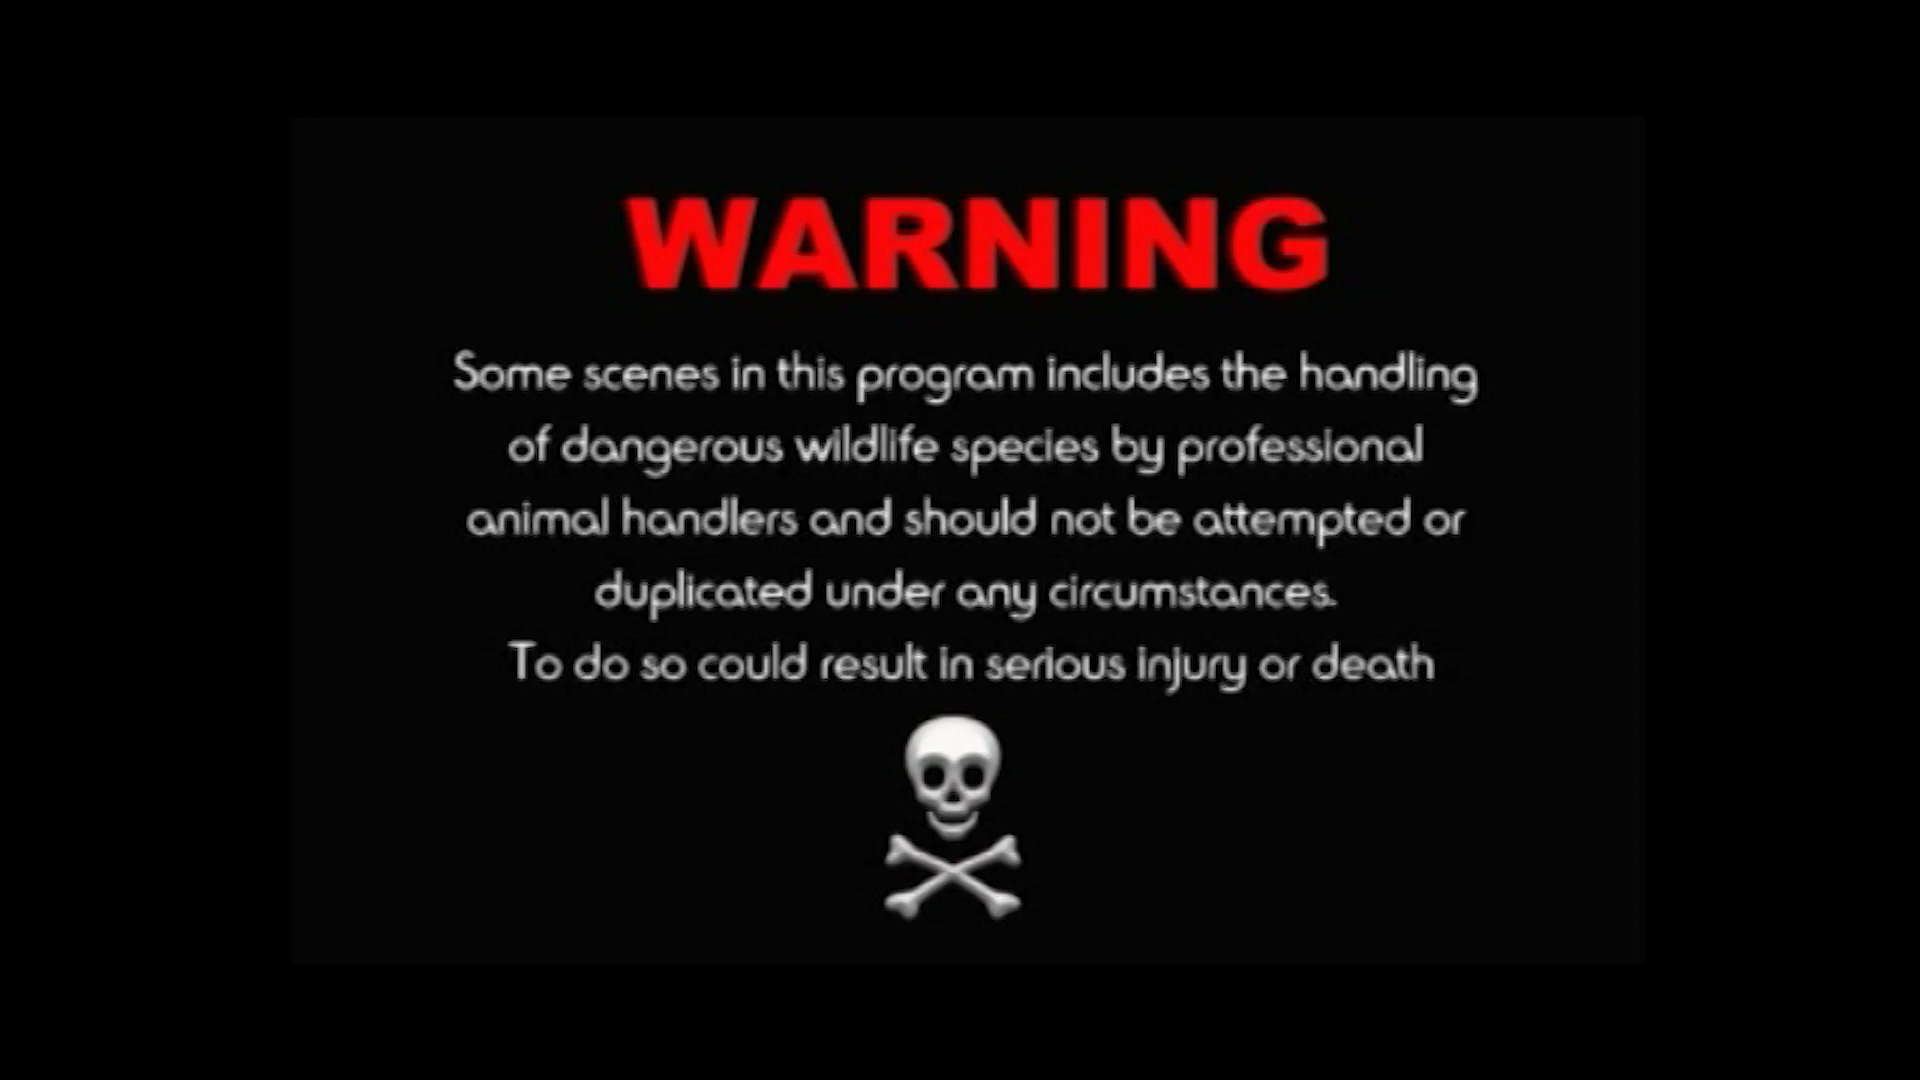 WARNING
Some scenes in this program includes the handling
of dangerous wildlife species by professional
animal handlers and should not be attempted or
duplicated under any circumstances.
To do so could result in serious injury or death